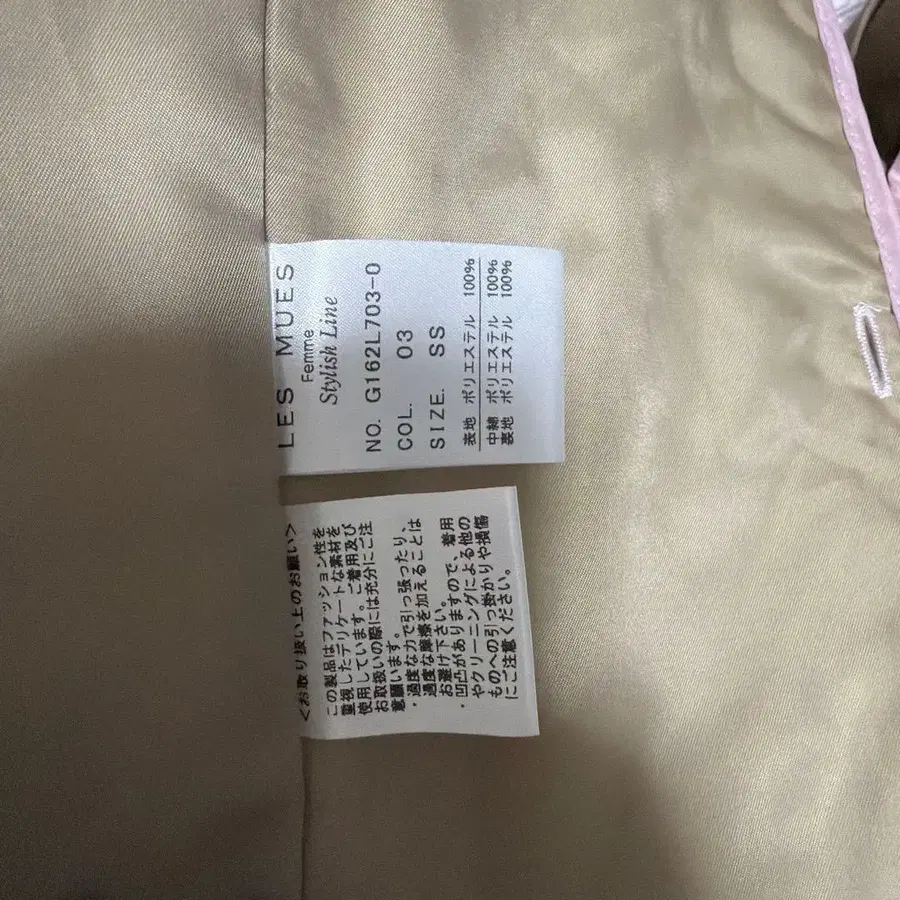 LES MUES
Femme
Stylish Line
NO. G162L703-0
COL. 03
SIZE. SS
表地 ポリエステル 100%
中綿 ポリエステル 100%
裏地 ポリエステル 100%
<お取り扱い上のお願い>
この製品はファッション性を
重視したデリケートな素材を
使用しています。ご着用及び
お取扱いの際には充分にご注
意願います。
・過度な力で引っ張ったり、
過度な摩擦を加えることは
お避け下さい。
・凹凸がありますので、着用
やクリーニングによる他の
ものへの引っ掛かりや損傷
にご注意ください。